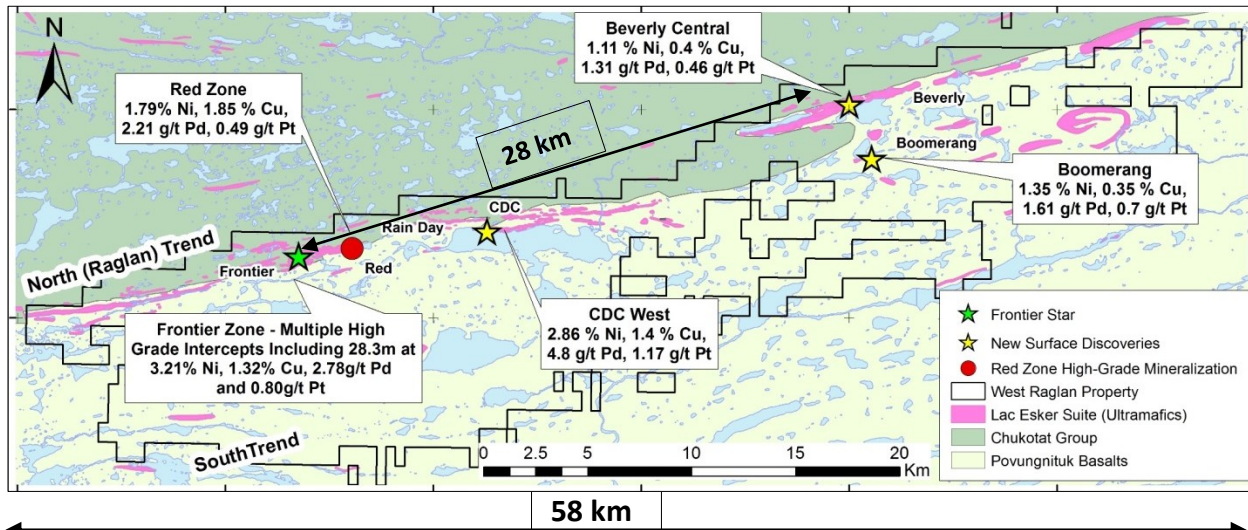 N
Beverly Central
1.11 % Ni, 0.4 % Cu,
1.31 g/t Pd, 0.46 g/t Pt
Red Zone
1.79% Ni, 1.85 % Cu,
2.21 g/t Pd, 0.49 g/t Pt
28 km
Beverly
Boomerang
Boomerang
1.35 % Ni, 0.35 % Cu,
1.61 g/t Pd, 0.7 g/t Pt
CDC
Rain Day
North (Raglan) Trend
Frontier
Red
Frontier Zone - Multiple High
Grade Intercepts Including 28.3m at
3.21% Ni, 1.32% Cu, 2.78g/t Pd
and 0.80g/t Pt
CDC West
2.86 % Ni, 1.4 % Cu,
4.8 g/t Pd, 1.17 g/t Pt
Frontier Star
New Surface Discoveries
Red Zone High-Grade Mineralization
West Raglan Property
Lac Esker Suite (Ultramafics)
Chukotat Group
Povungnituk Basalts
SouthTrend
0 2.5 5 10 15 20
Km
58 km